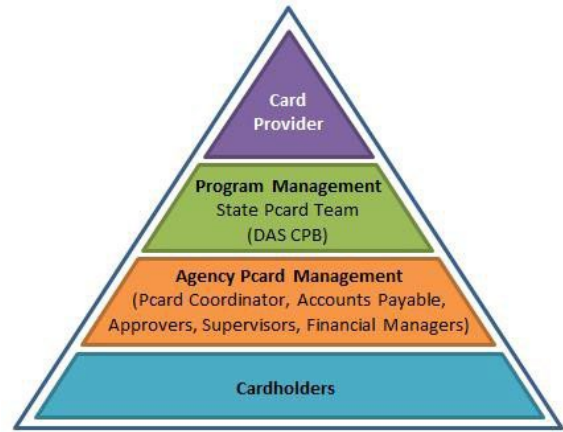 Card
Provider
Program Management
State Pcard Team
(DAS CPB)
Agency Pcard Management
(Pcard Coordinator, Accounts Payable,
Approvers, Supervisors, Financial Managers)
Cardholders